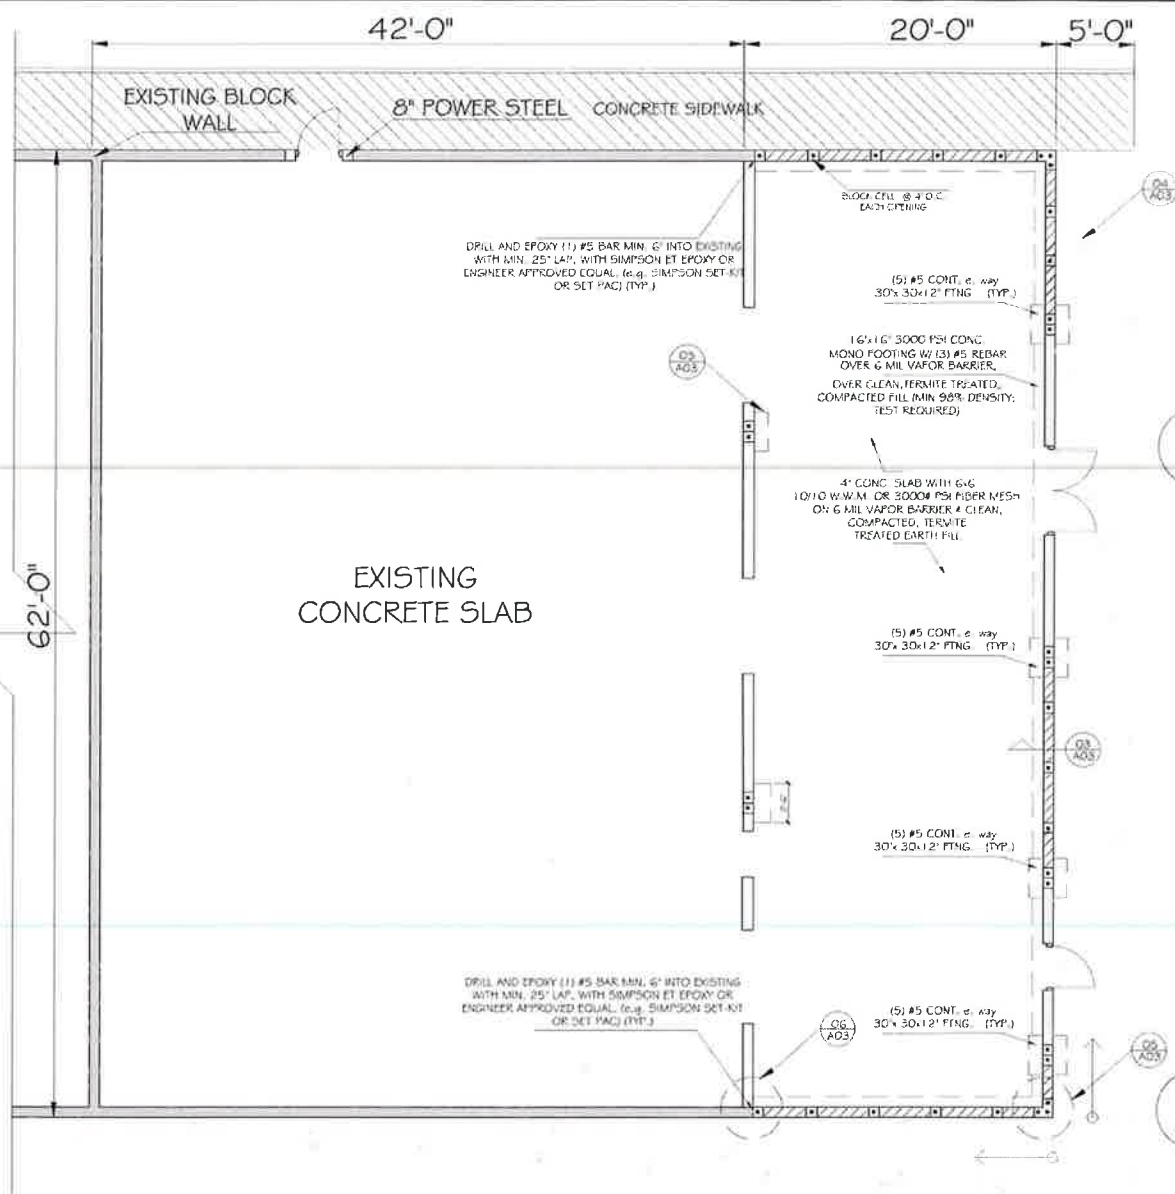 42'-0"
20'-0"
5'-0"
EXISTING BLOCK
WALL
8" POWER STEEL
CONCRETE SIDEWALK
04
A03
BLOCK CELL @ 4' O.C.
EACH OPENING
DRILL AND EPOXY (1) #5 BAR MIN. 6" INTO EXISTING
WITH MIN. 25" LAP, WITH SIMPSON ET EPOXY OR
ENGINEER APPROVED EQUAL, (e.g. SIMPSON SET-KIT
OR SET PAC) (TYP.)
(5) #5 CONT. e. way
30"x 30x12" FTNG. (TYP.)
05
A03
16"x16" 3000 PSI CONC.
MONO FOOTING W/ (3) #5 REBAR
OVER 6 MIL VAPOR BARRIER,
OVER CLEAN, TERMITE TREATED,
COMPACTED FILL (MIN 98% DENSITY;
TEST REQUIRED)
4" CONC. SLAB WITH 6x6
10/10 W.W.M. OR 3000# PSI FIBER MESH
ON 6 MIL VAPOR BARRIER & CLEAN,
COMPACTED, TERMITE
TREATED EARTH FILL
EXISTING
CONCRETE SLAB
62'-0"
(5) #5 CONT. e. way
30"x 30x12" FTNG. (TYP.)
03
A03
(5) #5 CONT. e. way
30"x 30x12" FTNG. (TYP.)
DRILL AND EPOXY (1) #5 BAR MIN. 6" INTO EXISTING
WITH MIN. 25" LAP, WITH SIMPSON ET EPOXY OR
ENGINEER APPROVED EQUAL, (e.g. SIMPSON SET-KIT
OR SET PAC) (TYP.)
(5) #5 CONT. e. way
30"x 30x12" FTNG. (TYP.)
06
A03
05
A03